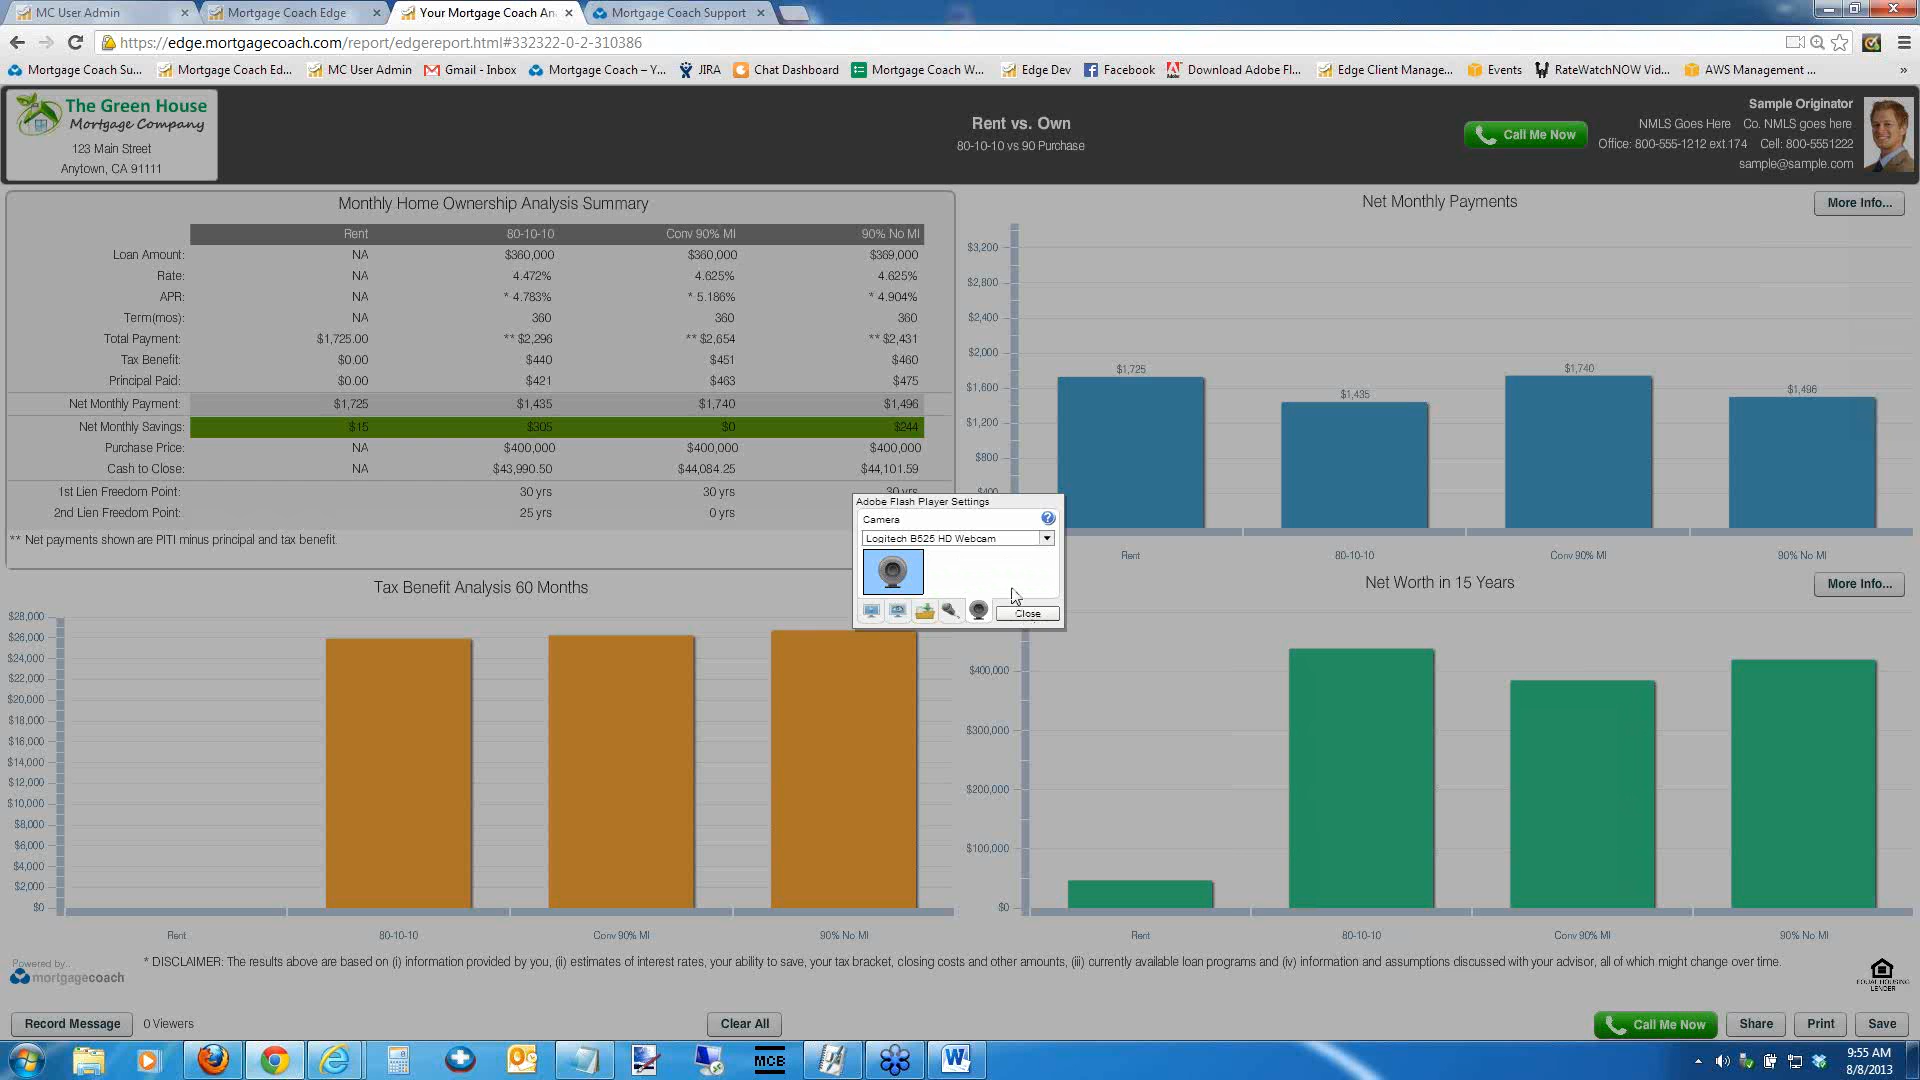 MC User Admin
Mortgage Coach Edge
Your Mortgage Coach An
Mortgage Coach Support
https://edge.mortgagecoach.com/report/edgereport.html#332322-0-2-310386
Mortgage Coach Su...
Mortgage Coach Ed...
MC User Admin
Gmail - Inbox
Mortgage Coach – Y...
JIRA
Chat Dashboard
Mortgage Coach W...
Edge Dev
Facebook
Download Adobe Fl...
Edge Client Manage...
Events
RateWatchNOW Vid...
AWS Management ...
»
The Green House
Mortgage Company
123 Main Street
Anytown, CA 91111
Rent vs. Own
80-10-10 vs 90 Purchase
Call Me Now
Sample Originator
NMLS Goes Here Co. NMLS goes here
Office: 800-555-1212 ext.174 Cell: 800-5551222
sample@sample.com
Monthly Home Ownership Analysis Summary
Rent 80-10-10 Conv 90% MI 90% No MI
Loan Amount: NA $360,000 $360,000 $369,000
Rate: NA 4.472% 4.625% 4.625%
APR: NA * 4.783% * 5.186% * 4.904%
Term(mos): NA 360 360 360
Total Payment: $1,725.00 ** $2,296 ** $2,654 ** $2,431
Tax Benefit: $0.00 $440 $451 $460
Principal Paid: $0.00 $421 $463 $475
Net Monthly Payment: $1,725 $1,435 $1,740 $1,496
Net Monthly Savings: $15 $305 $0 $244
Purchase Price: NA $400,000 $400,000 $400,000
Cash to Close: NA $43,990.50 $44,084.25 $44,101.59
1st Lien Freedom Point: 30 yrs 30 yrs 30 yrs
2nd Lien Freedom Point: 25 yrs 0 yrs
** Net payments shown are PITI minus principal and tax benefit.
Net Monthly Payments
More Info...
$3,200
$2,800
$2,400
$2,000
$1,600
$1,200
$800
$400
$1,725
$1,435
$1,740
$1,496
Rent 80-10-10 Conv 90% MI 90% No MI
Adobe Flash Player Settings
Camera
?
Logitech B525 HD Webcam
Close
Tax Benefit Analysis 60 Months
$28,000
$26,000
$24,000
$22,000
$20,000
$18,000
$16,000
$14,000
$12,000
$10,000
$8,000
$6,000
$4,000
$2,000
$0
Rent 80-10-10 Conv 90% MI 90% No MI
Net Worth in 15 Years
More Info...
$400,000
$300,000
$200,000
$100,000
$0
Rent 80-10-10 Conv 90% MI 90% No MI
Powered by...
mortgagecoach
* DISCLAIMER: The results above are based on (i) information provided by you, (ii) estimates of interest rates, your ability to save, your tax bracket, closing costs and other amounts, (iii) currently available loan programs and (iv) information and assumptions discussed with your advisor, all of which might change over time.
EQUAL HOUSING
LENDER
Record Message
0 Viewers
Clear All
Call Me Now
Share
Print
Save
MCB
9:55 AM
8/8/2013